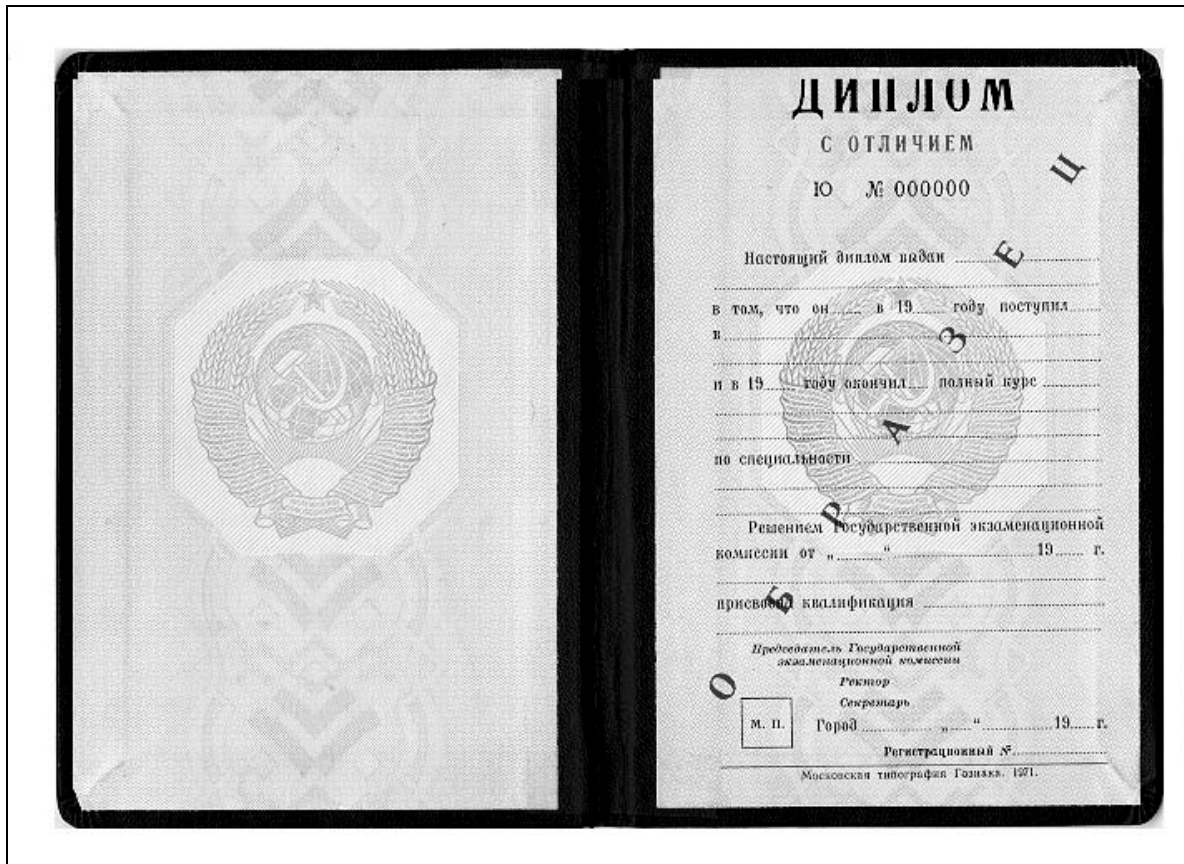 ДИПЛОМ
С ОТЛИЧИЕМ
Ю № 000000
Настоящий диплом выдан
в том, что он в 19 году поступил
в
и в 19 году окончил полный курс
по специальности
Решением Государственной экзаменационной
комиссии от „ “ 19 г.
присвоена квалификация
Председатель Государственной
экзаменационной комиссии
Ректор
Секретарь
М. П. Город „ “ 19 г.
Регистрационный №
Московская типография Гознака. 1971.
ОБРАЗЕЦ